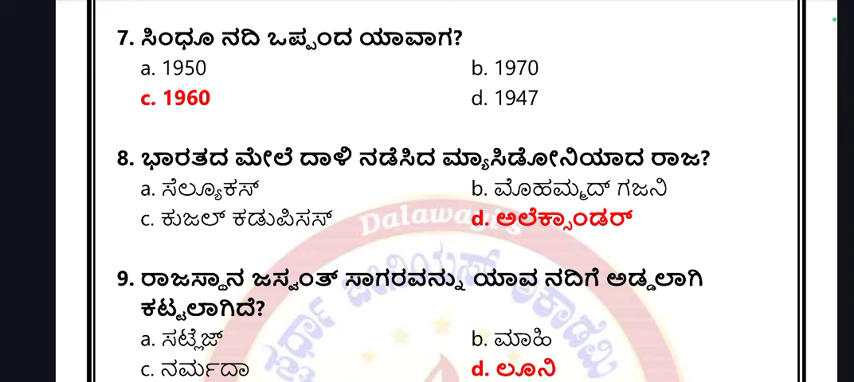 7. ಸಿಂಧೂ ನದಿ ಒಪ್ಪಂದ ಯಾವಾಗ?
a. 1950 b. 1970
c. 1960 d. 1947
8. ಭಾರತದ ಮೇಲೆ ದಾಳಿ ನಡೆಸಿದ ಮ್ಯಾಸಿಡೋನಿಯಾದ ರಾಜ?
a. ಸೆಲ್ಯೂಕಸ್ b. ಮೊಹಮ್ಮದ್ ಗಜನಿ
c. ಕುಜಲ್ ಕಡುಪಿಸಸ್ d. ಅಲೆಕ್ಸಾಂಡರ್
Dalawayi's
9. ರಾಜಸ್ಥಾನ ಜಸ್ವಂತ್ ಸಾಗರವನ್ನು ಯಾವ ನದಿಗೆ ಅಡ್ಡಲಾಗಿ
ಕಟ್ಟಲಾಗಿದೆ?
a. ಸಟ್ಲೆಜ್ b. ಮಾಹಿ
c. ನರ್ಮದಾ d. ಲೂನಿ